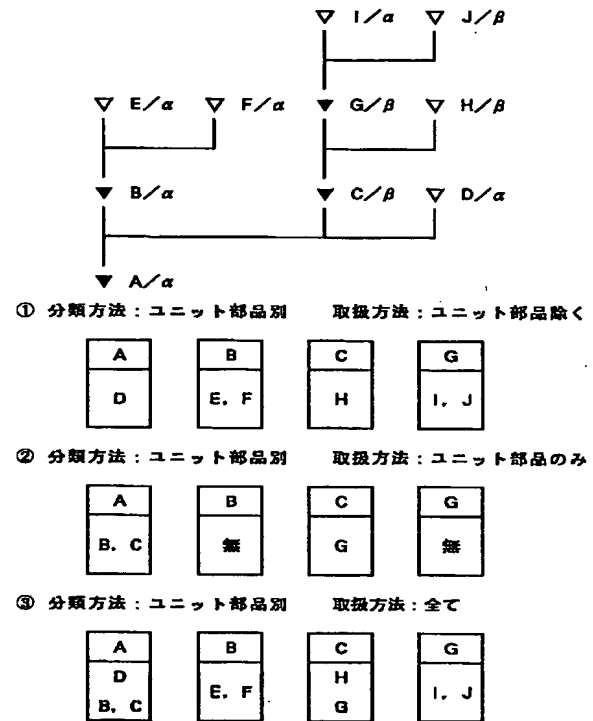 ▽ I/α ▽ J/β
▽ E/α ▽ F/α ▼ G/β ▽ H/β
▼ B/α ▼ C/β ▽ D/α
▼ A/α
① 分類方法:ユニット部品別 取扱方法:ユニット部品除く
A B C G
D E, F H I, J
② 分類方法:ユニット部品別 取扱方法:ユニット部品のみ
A B C G
B, C 無 G 無
③ 分類方法:ユニット部品別 取扱方法:全て
A B C G
D E, F H I, J
B, C G